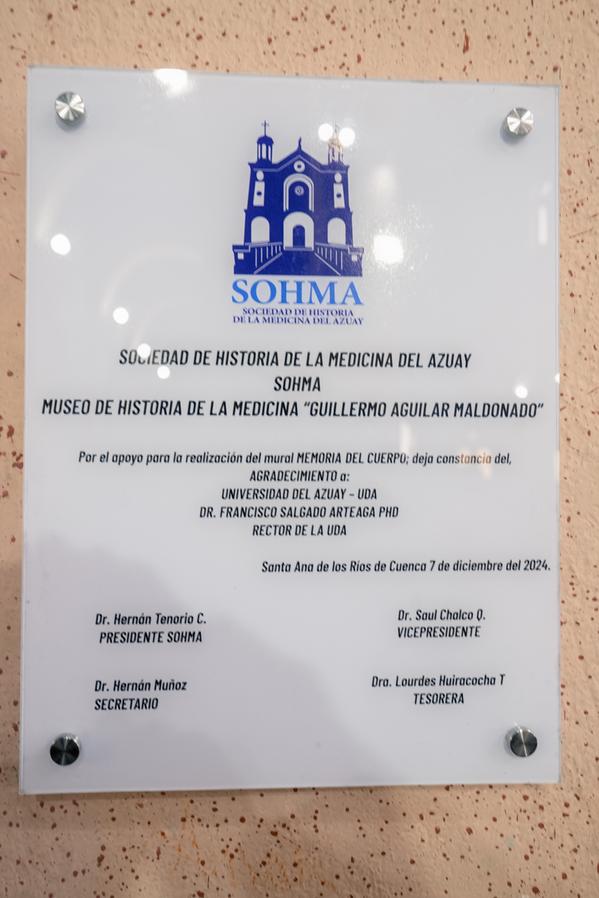 SOHMA
SOCIEDAD DE HISTORIA
DE LA MEDICINA DEL AZUAY
SOCIEDAD DE HISTORIA DE LA MEDICINA DEL AZUAY
SOHMA
MUSEO DE HISTORIA DE LA MEDICINA "GUILLERMO AGUILAR MALDONADO"
Por el apoyo para la realización del mural MEMORIA DEL CUERPO; deja constancia del,
AGRADECIMIENTO a:
UNIVERSIDAD DEL AZUAY - UDA
DR. FRANCISCO SALGADO ARTEAGA PHD
RECTOR DE LA UDA
Santa Ana de los Ríos de Cuenca 7 de diciembre del 2024.
Dr. Hernán Tenorio C.
PRESIDENTE SOHMA
Dr. Saul Chalco Q.
VICEPRESIDENTE
Dr. Hernán Muñoz
SECRETARIO
Dra. Lourdes Huiracocha T
TESORERA